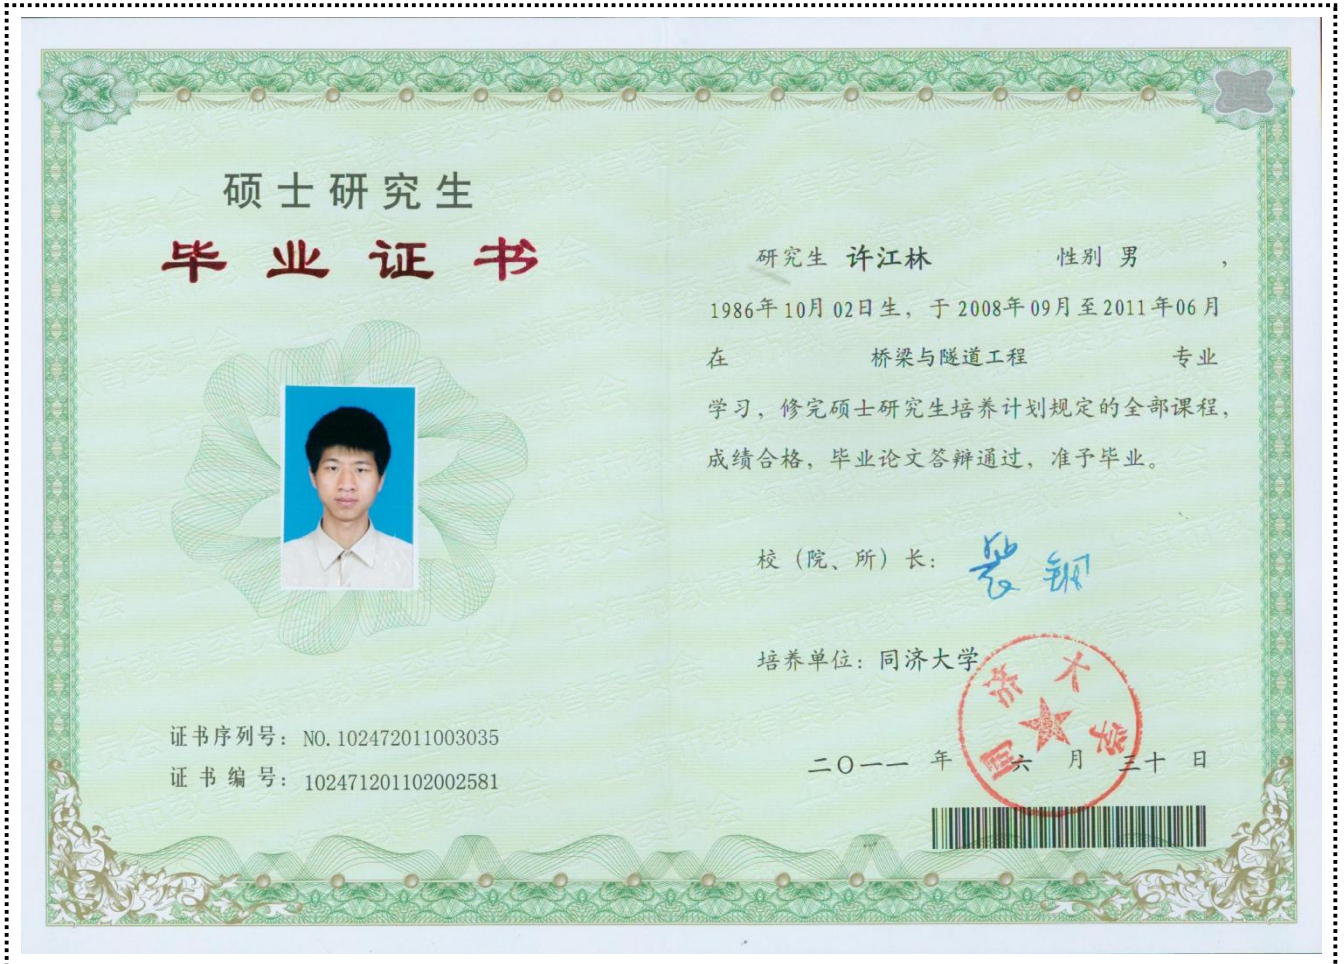 硕士研究生
毕业证书
证书序列号：NO.102472011003035
证书编号：102471201102002581
研究生 许江林 性别 男 ，
1986年10月02日生，于2008年09月至2011年06月
在 桥梁与隧道工程 专业
学习，修完硕士研究生培养计划规定的全部课程，
成绩合格，毕业论文答辩通过，准予毕业。
校（院、所）长：裴钢
培养单位：同济大学
同济大学
二〇一一年六月三十日